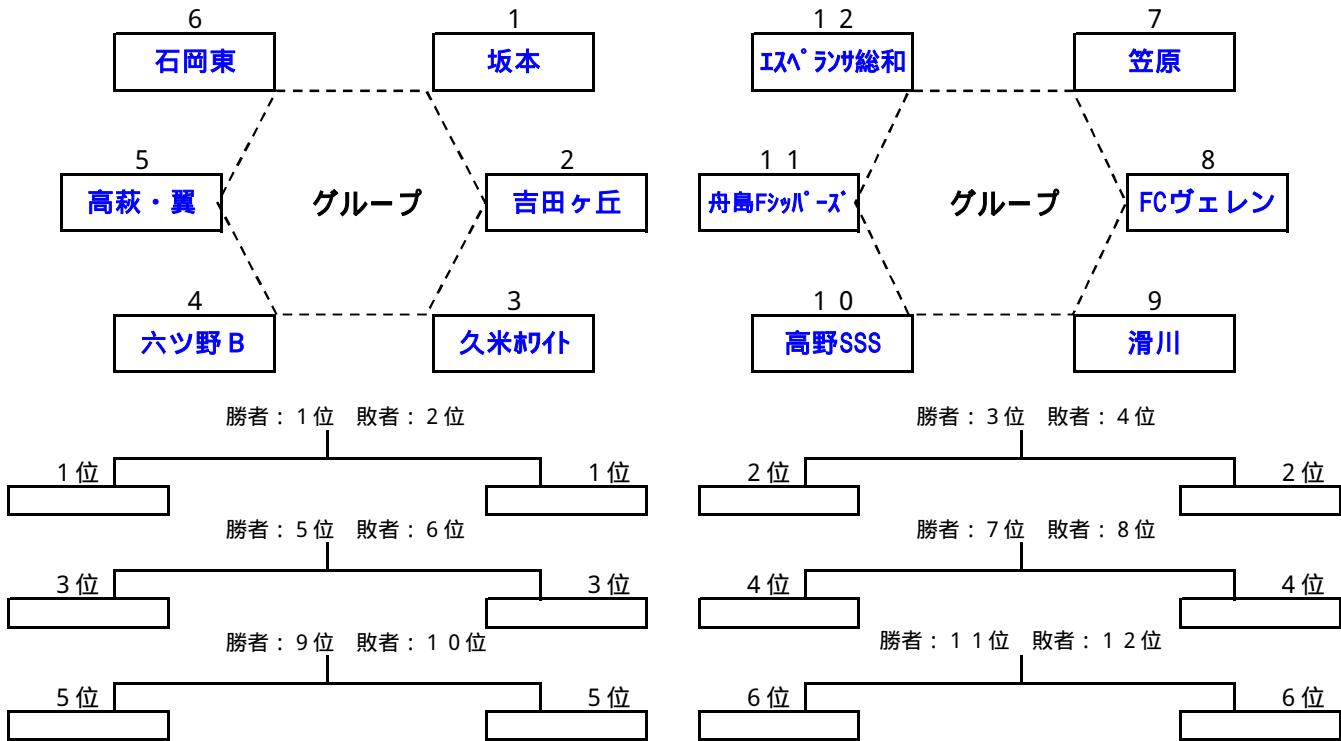 6 1 12 7
石岡東 坂本 エスペランサ総和 笠原
5 2 11 8
高萩・翼 グループ 吉田ヶ丘 舟島Fシッパーズ グループ FCヴェレン
4 3 10 9
六ツ野B 久米ホワイト 高野SSS 滑川
勝者：1位 敗者：2位 勝者：3位 敗者：4位
1位 1位 2位 2位
勝者：5位 敗者：6位 勝者：7位 敗者：8位
3位 3位 4位 4位
勝者：9位 敗者：10位 勝者：11位 敗者：12位
5位 5位 6位 6位